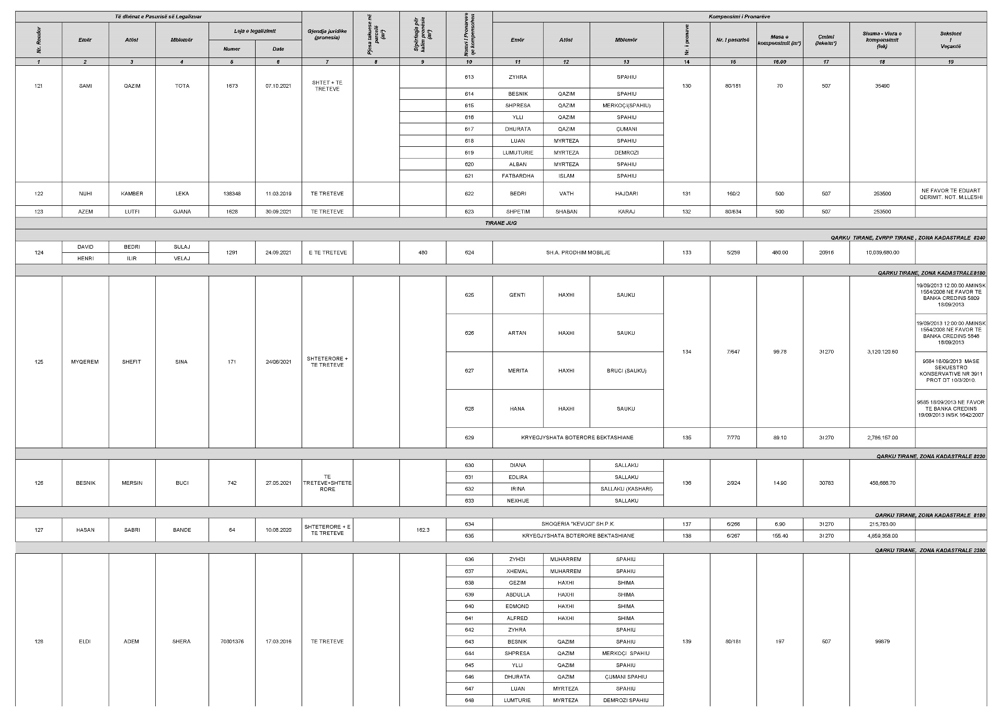 Të dhënat e Pasurisë së Legalizuar
Kompensimi i Pronarëve
Nr. Rendor
Emër
Atësi
Mbiemër
Leja e legalizimit
Numer
Date
Gjendja juridike
(pronesia)
Pjesa takuese në
parcelë
(m²)
Sipërfaqja për
kalim pronësie
(m²)
Numri I Pronareve
qe kompensohen
Emër
Atësi
Mbiemër
Nr. i pronave
Nr. I pasurisë
Masa e
kompensimit (m²)
Çmimi
(leke/m²)
Shuma - Vlera e
kompensimit
(lek)
Seksioni
I
Veçantë
1 2 3 4 5 6 7 8 9 10 11 12 13 14 15 16.00 17 18 19
121 SAMI QAZIM TOTA 1673 07.10.2021 SHTET + TE
TRETEVE
613 ZYHRA SPAHIU 130 80/181 70 507 35490
614 BESNIK QAZIM SPAHIU
615 SHPRESA QAZIM MERKOÇI(SPAHIU)
616 YLLI QAZIM SPAHIU
617 DHURATA QAZIM ÇUMANI
618 LUAN MYRTEZA SPAHIU
619 LUMUTURIE MYRTEZA DEMROZI
620 ALBAN MYRTEZA SPAHIU
621 FATBARDHA ISLAM SPAHIU
122 NUHI KAMBER LEKA 138348 11.03.2019 TE TRETEVE 622 BEDRI VATH HAJDARI 131 160/2 500 507 253500 NE FAVOR TE EDUART
QERIMIT. NOT. M.LLESHI
123 AZEM LUTFI GJANA 1628 30.09.2021 TE TRETEVE 623 SHPETIM SHABAN KARAJ 132 80/634 500 507 253500
TIRANE JUG
QARKU TIRANE, ZVRPP TIRANE , ZONA KADASTRALE 8240
124 DAVID BEDRI SULAJ
HENRI ILIR VELAJ
1291 24.09.2021 E TE TRETEVE 480 624 SH.A. PRODHIM MOBILJE 133 5/259 480.00 20916 10,039,680.00
QARKU TIRANE, ZONA KADASTRALE8180
125 MYQEREM SHEFIT SINA 171 24/06/2021 SHTETERORE +
TE TRETEVE
625 GENTI HAXHI SAUKU
19/09/2013 12:00:00 AMINSK
1554/2008 NE FAVOR TE
BANKA CREDINS 5809
18/09/2013
626 ARTAN HAXHI SAUKU
19/09/2013 12:00:00 AMINSK
1554/2008 NE FAVOR TE
BANKA CREDINS 5848
18/09/2013
134 7/647 99.78 31270 3,120,120.60
627 MERITA HAXHI BRUCI (SAUKU)
9584 18/09/2013 MASE
SEKUESTRO
KONSERVATIVE NR 3911
PROT DT 10/3/2010.
628 HANA HAXHI SAUKU
9585 18/09/2013 NE FAVOR
TE BANKA CREDINS
19/09/2013 INSK 1642/2007
629 KRYEGJYSHATA BOTERORE BEKTASHIANE 135 7/770 89.10 31270 2,786,157.00
QARKU TIRANE, ZONA KADASTRALE 8220
126 BESNIK MERSIN BUCI 742 27.05.2021 TE
TRETEVE+SHTETE
RORE
630 DIANA SALLAKU
631 EDLIRA SALLAKU
136 2/924 14.90 30783 458,666.70
632 IRINA SALLAKU (KASHARI)
633 NEXHIJE SALLAKU
QARKU TIRANE, ZONA KADASTRALE 8180
127 HASAN SABRI BANDE 64 10.08.2020 SHTETERORE + E
TE TRETEVE
162.3
634 SHOQERIA "KEVUCI" SH.P.K. 137 6/266 6.90 31270 215,763.00
635 KRYEGJYSHATA BOTERORE BEKTASHIANE 138 6/267 155.40 31270 4,859,358.00
QARKU TIRANE, ZONA KADASTRALE 2380
636 ZYHDI MUHARREM SPAHIU
637 XHEMAL MUHARREM SPAHIU
638 GEZIM HAXHI SHIMA
639 ABDULLA HAXHI SHIMA
640 EDMOND HAXHI SHIMA
641 ALFRED HAXHI SHIMA
642 ZYHRA SPAHIU
128 ELDI ADEM SHERA 70301376 17.03.2016 TE TRETEVE 643 BESNIK QAZIM SPAHIU 139 80/181 197 507 99879
644 SHPRESA QAZIM MERKOÇI SPAHIU
645 YLLI QAZIM SPAHIU
646 DHURATA QAZIM ÇUMANI SPAHIU
647 LUAN MYRTEZA SPAHIU
648 LUMTURIE MYRTEZA DEMROZI SPAHIU